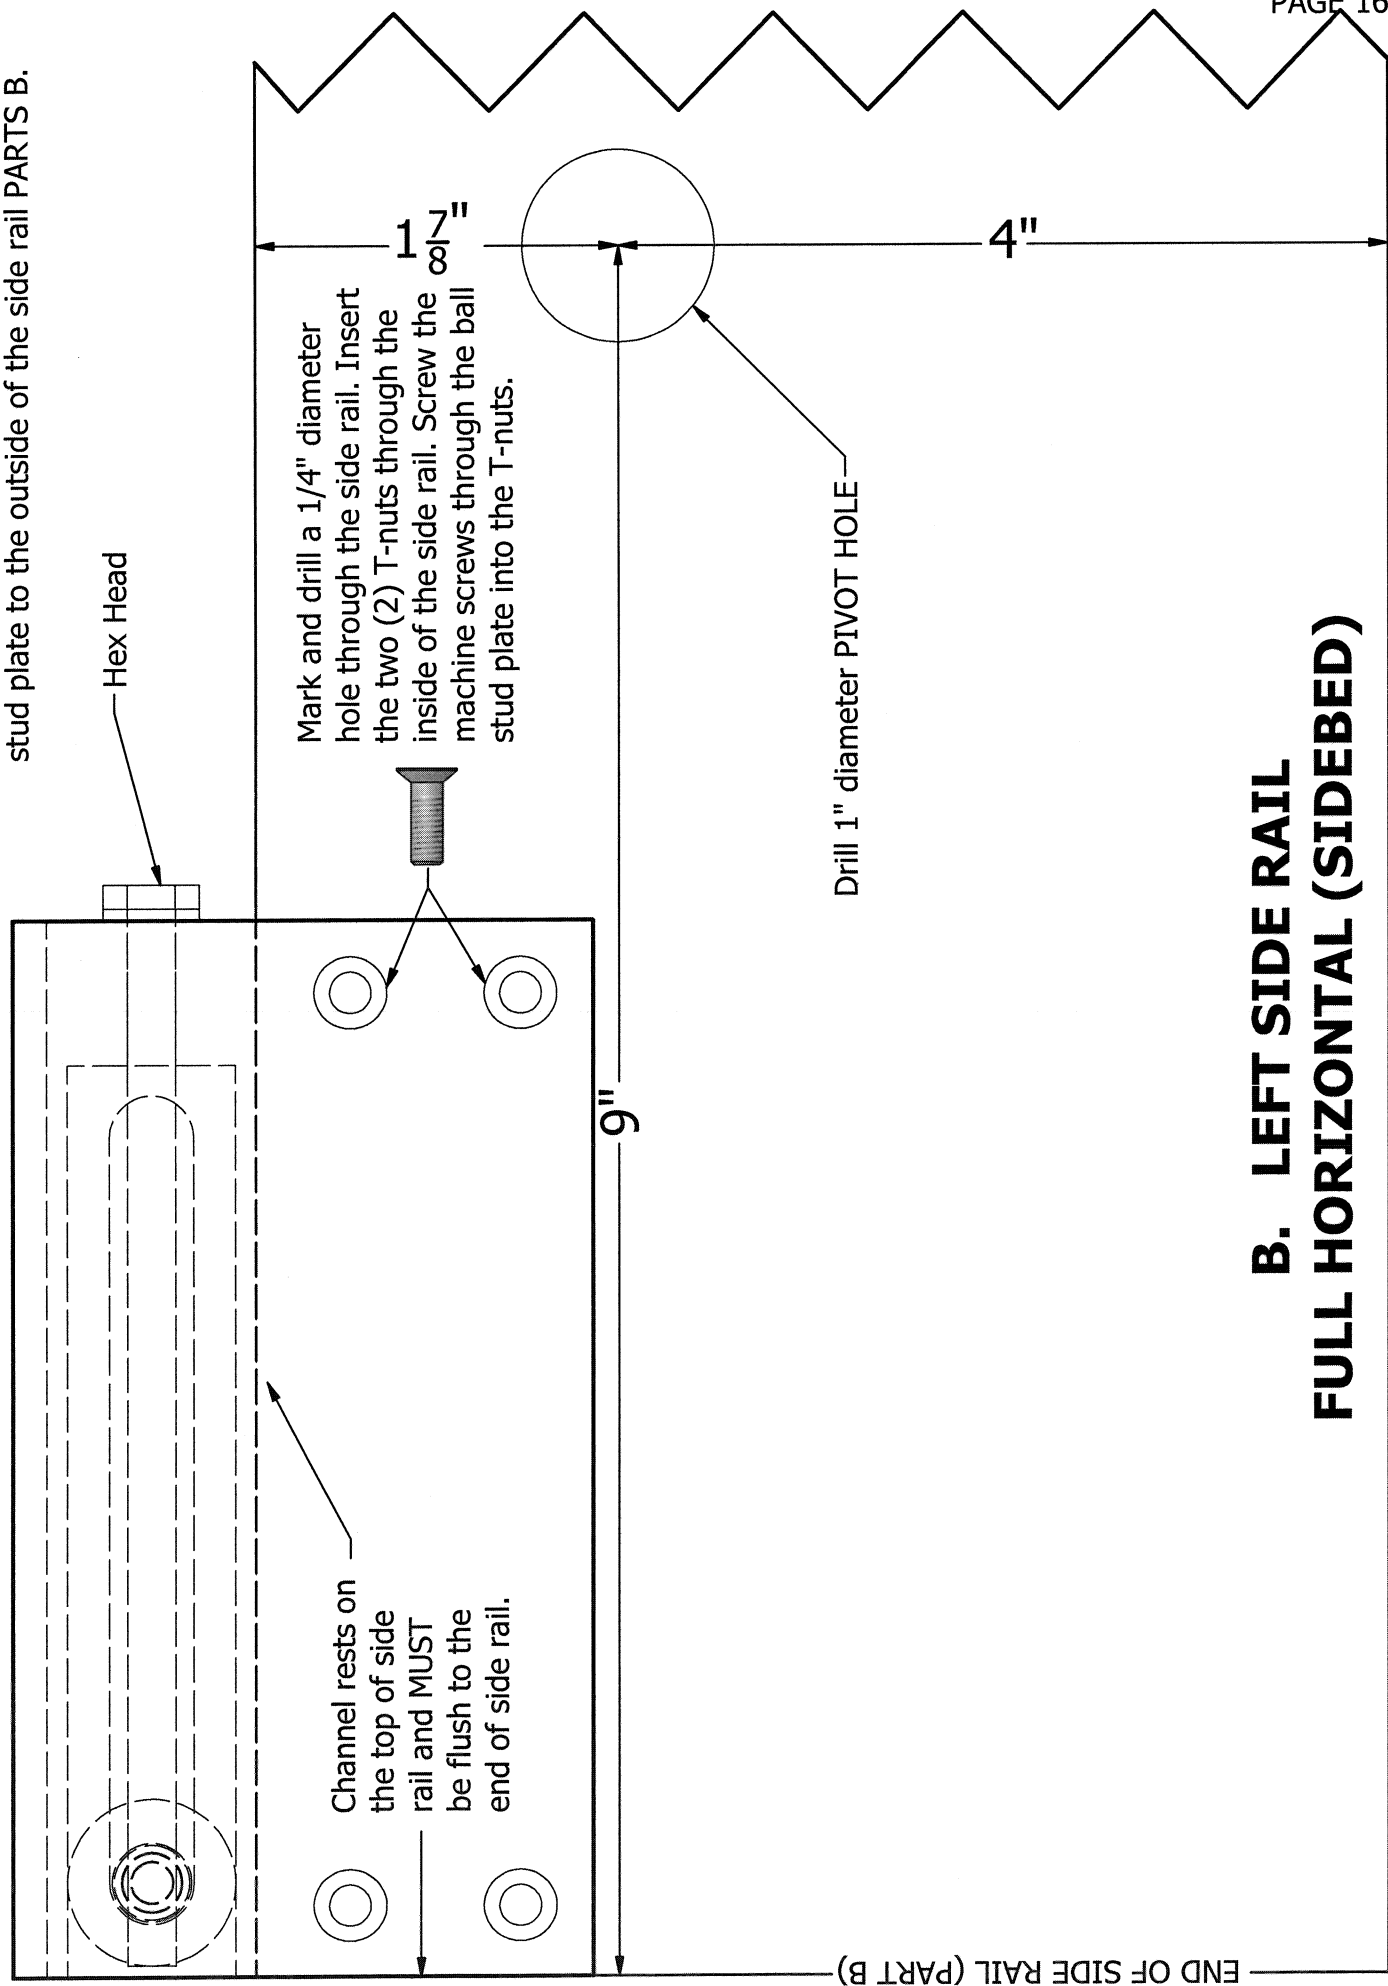 PAGE 16
stud plate to the outside of the side rail PARTS B.
Hex Head
1 7/8"
4"
Mark and drill a 1/4" diameter
hole through the side rail. Insert
the two (2) T-nuts through the
inside of the side rail. Screw the
machine screws through the ball
stud plate into the T-nuts.
Drill 1" diameter PIVOT HOLE
9"
Channel rests on
the top of side
rail and MUST
be flush to the
end of side rail.
END OF SIDE RAIL (PART B)
B. LEFT SIDE RAIL
FULL HORIZONTAL (SIDEBED)